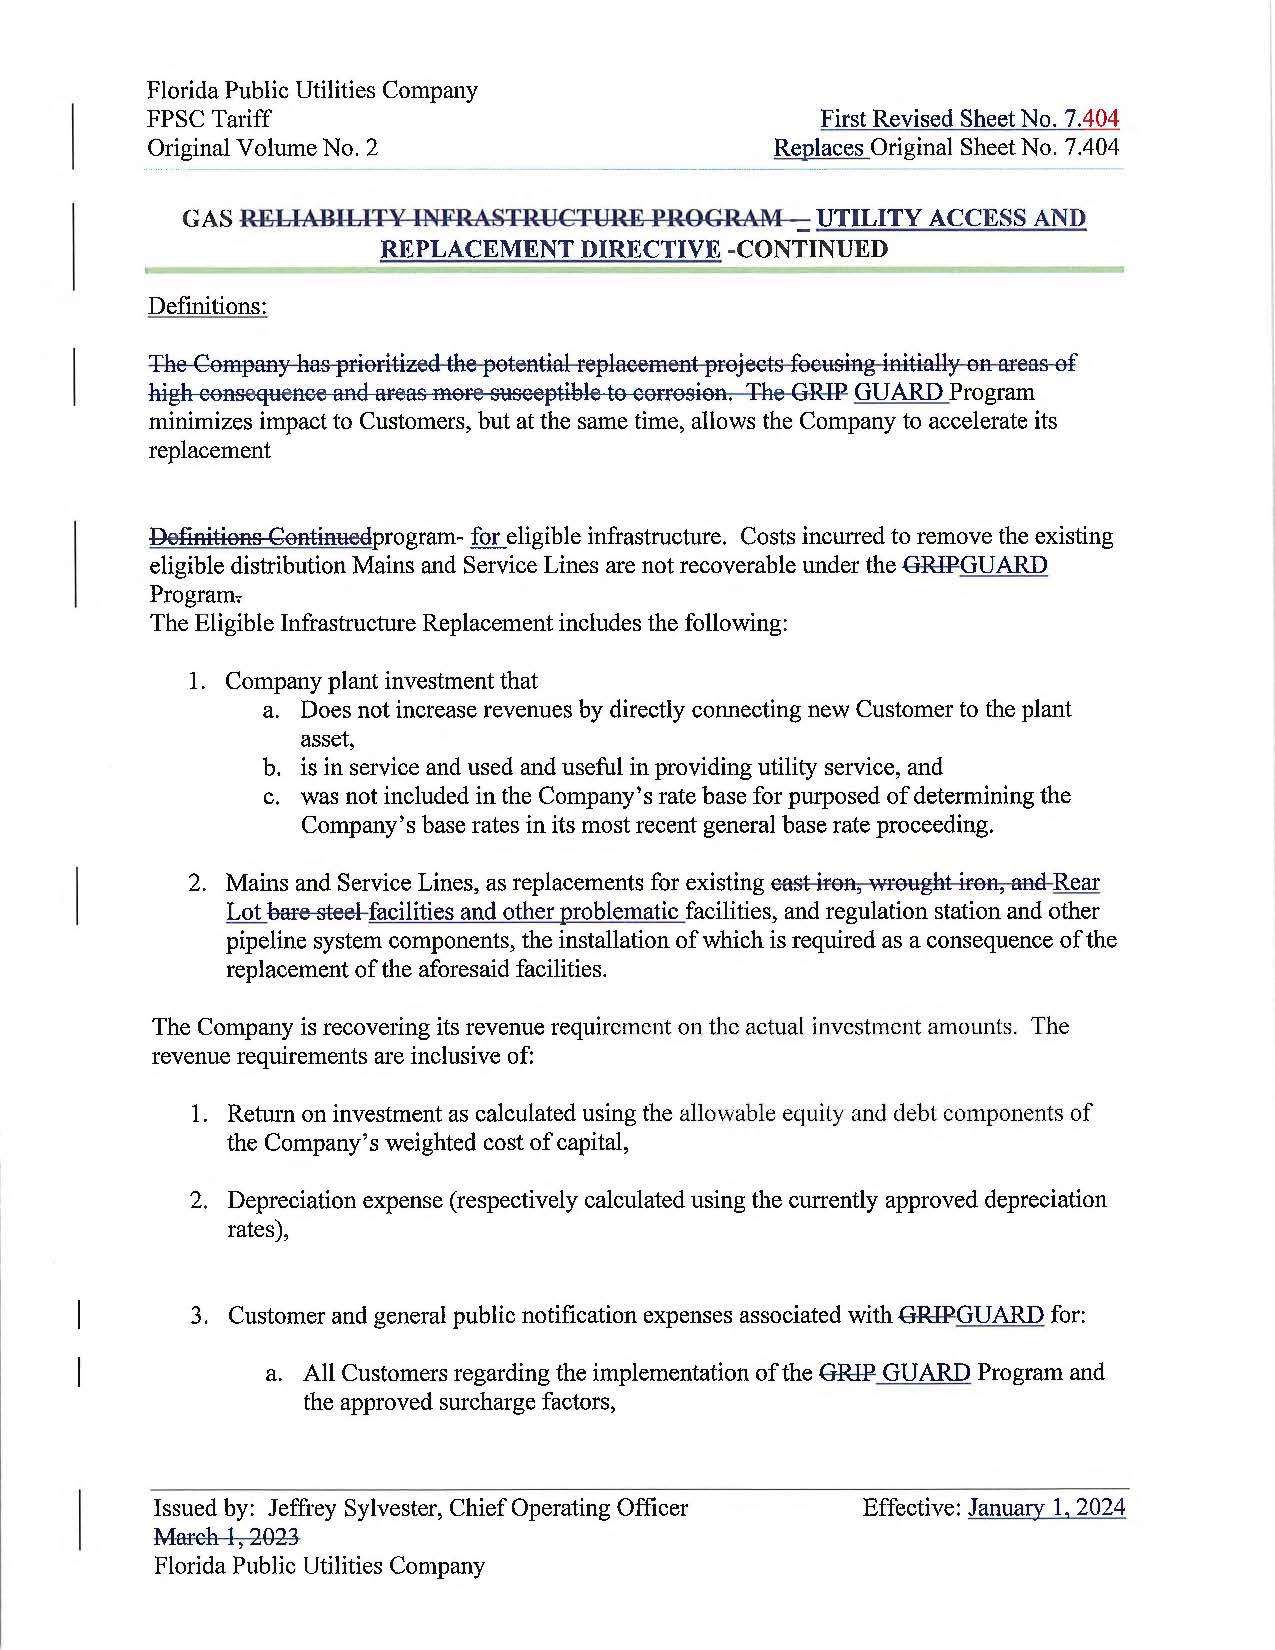 Florida Public Utilities Company
FPSC Tariff First Revised Sheet No. 7.404
Original Volume No. 2 Replaces Original Sheet No. 7.404
GAS RELIABILITY INFRASTRUCTURE PROGRAM – UTILITY ACCESS AND
REPLACEMENT DIRECTIVE -CONTINUED
Definitions:
The Company has prioritized the potential replacement projects focusing initially on areas of
high consequence and areas more susceptible to corrosion. The GRIP GUARD Program
minimizes impact to Customers, but at the same time, allows the Company to accelerate its
replacement
Definitions Continuedprogram- for eligible infrastructure. Costs incurred to remove the existing
eligible distribution Mains and Service Lines are not recoverable under the GRIPGUARD
Program.
The Eligible Infrastructure Replacement includes the following:
1. Company plant investment that
a. Does not increase revenues by directly connecting new Customer to the plant
asset,
b. is in service and used and useful in providing utility service, and
c. was not included in the Company's rate base for purposed of determining the
Company's base rates in its most recent general base rate proceeding.
2. Mains and Service Lines, as replacements for existing cast iron, wrought iron, and Rear
Lot bare steel facilities and other problematic facilities, and regulation station and other
pipeline system components, the installation of which is required as a consequence of the
replacement of the aforesaid facilities.
The Company is recovering its revenue requirement on the actual investment amounts. The
revenue requirements are inclusive of:
1. Return on investment as calculated using the allowable equity and debt components of
the Company's weighted cost of capital,
2. Depreciation expense (respectively calculated using the currently approved depreciation
rates),
3. Customer and general public notification expenses associated with GRIPGUARD for:
a. All Customers regarding the implementation of the GRIP GUARD Program and
the approved surcharge factors,
Issued by: Jeffrey Sylvester, Chief Operating Officer Effective: January 1, 2024
March 1, 2023
Florida Public Utilities Company